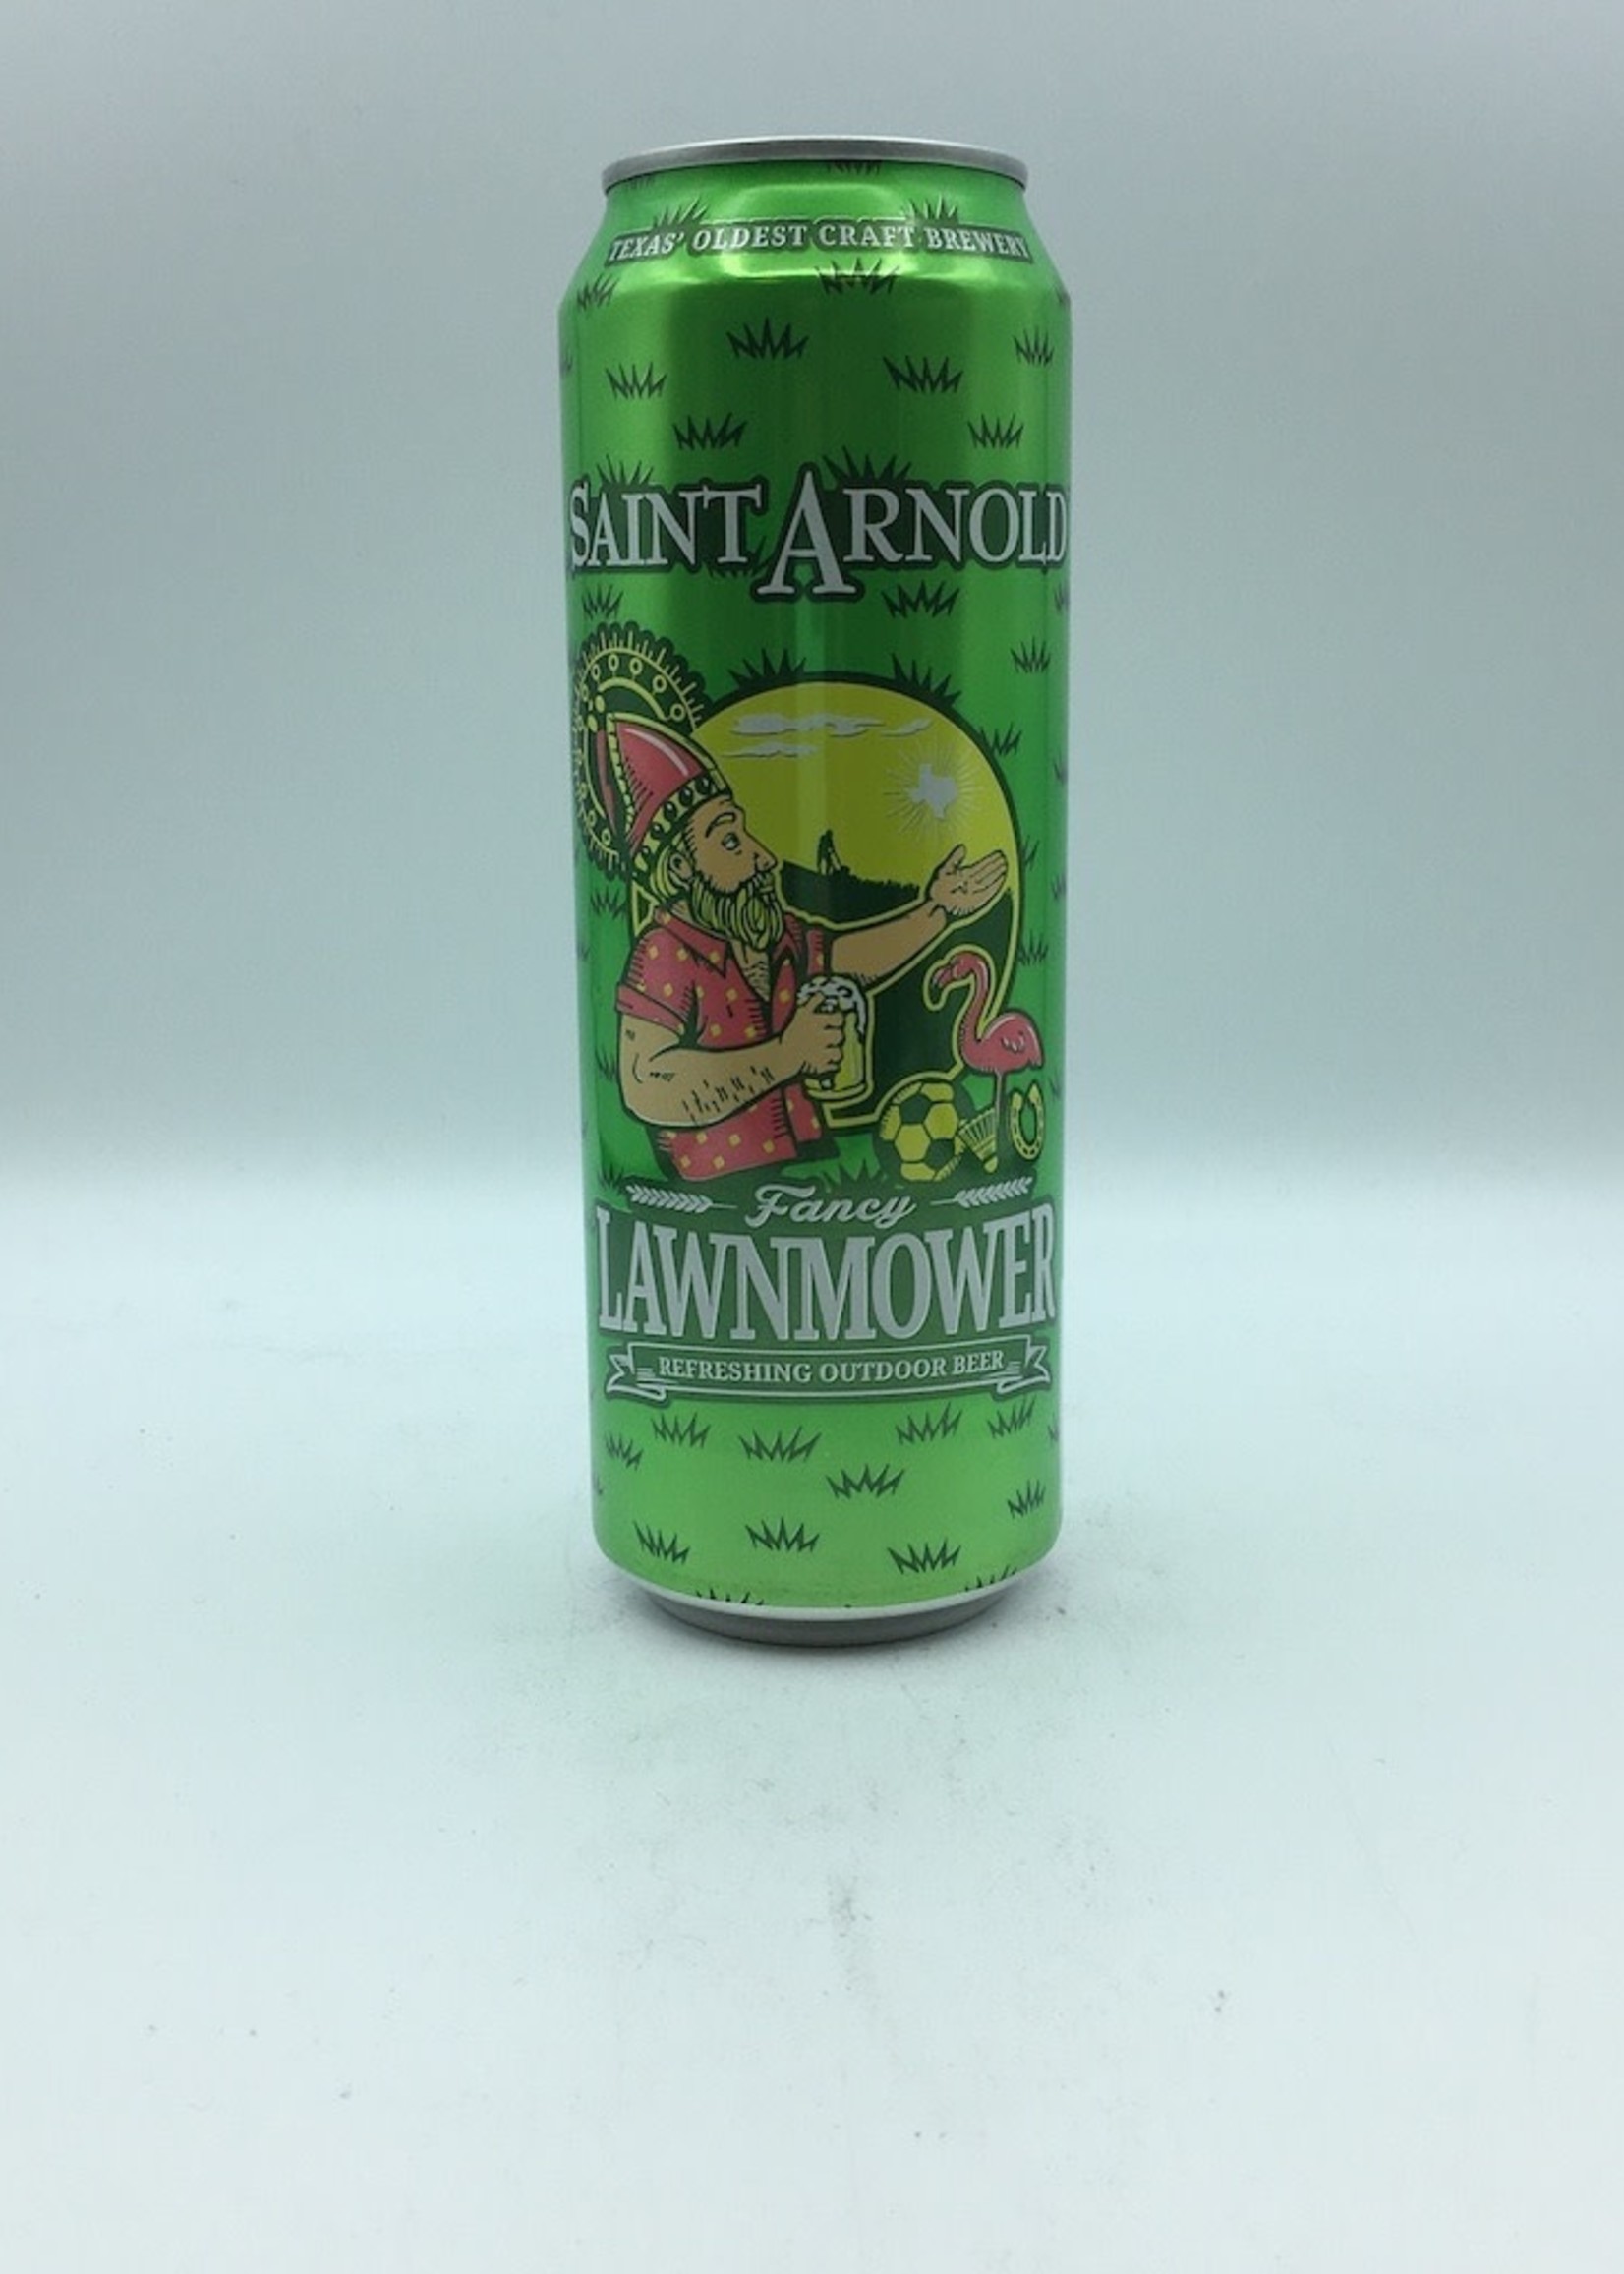 TEXAS' OLDEST CRAFT BREWERY
SAINT ARNOLD
Fancy
LAWNMOWER
REFRESHING OUTDOOR BEER